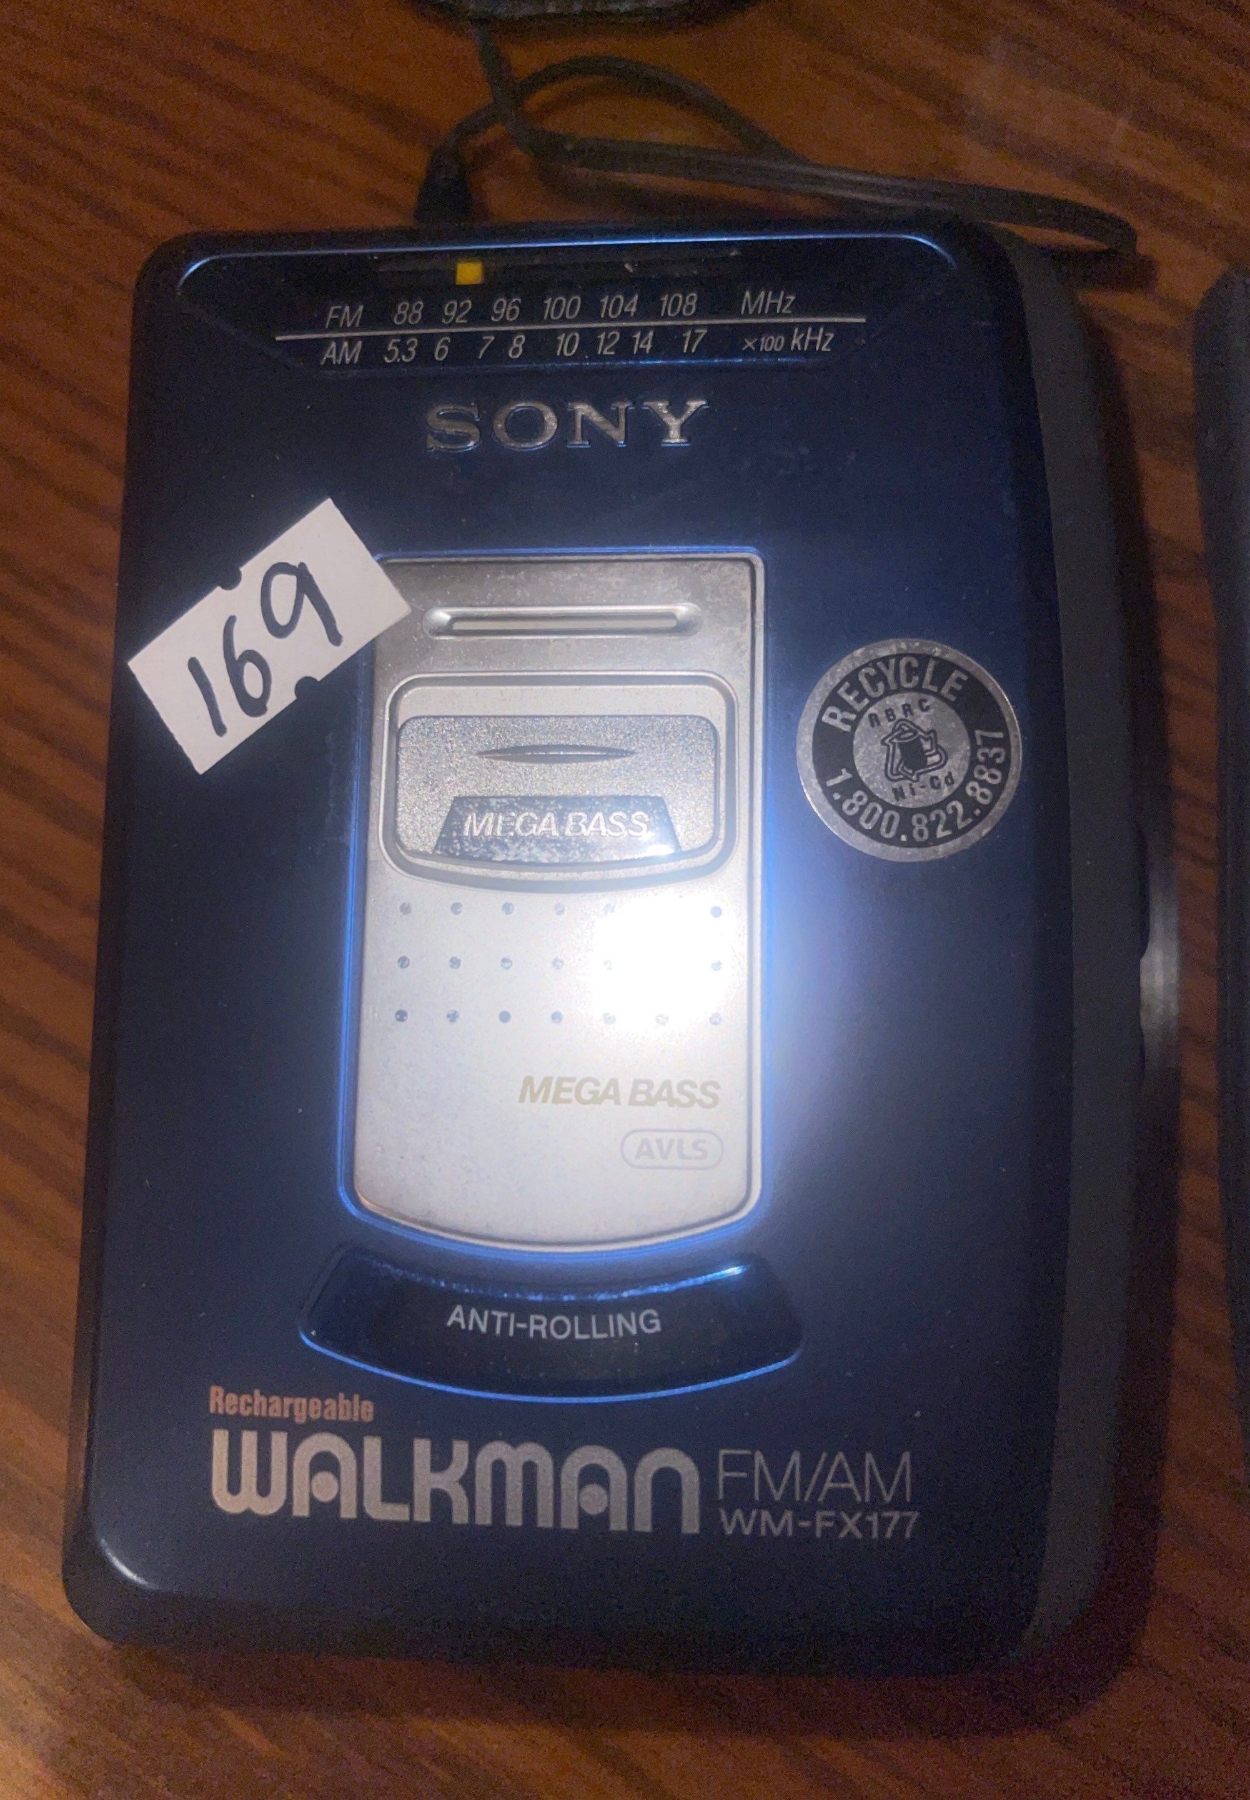 FM 88 92 96 100 104 108 MHz
AM 5.3 6 7 8 10 12 14 17 ×100 kHz
SONY
169
RECYCLE
RBRC
Ni-Cd
1.800.822.8837
MEGA BASS
MEGA BASS
AVLS
ANTI-ROLLING
Rechargeable
WALKMAN FM/AM
WM-FX177